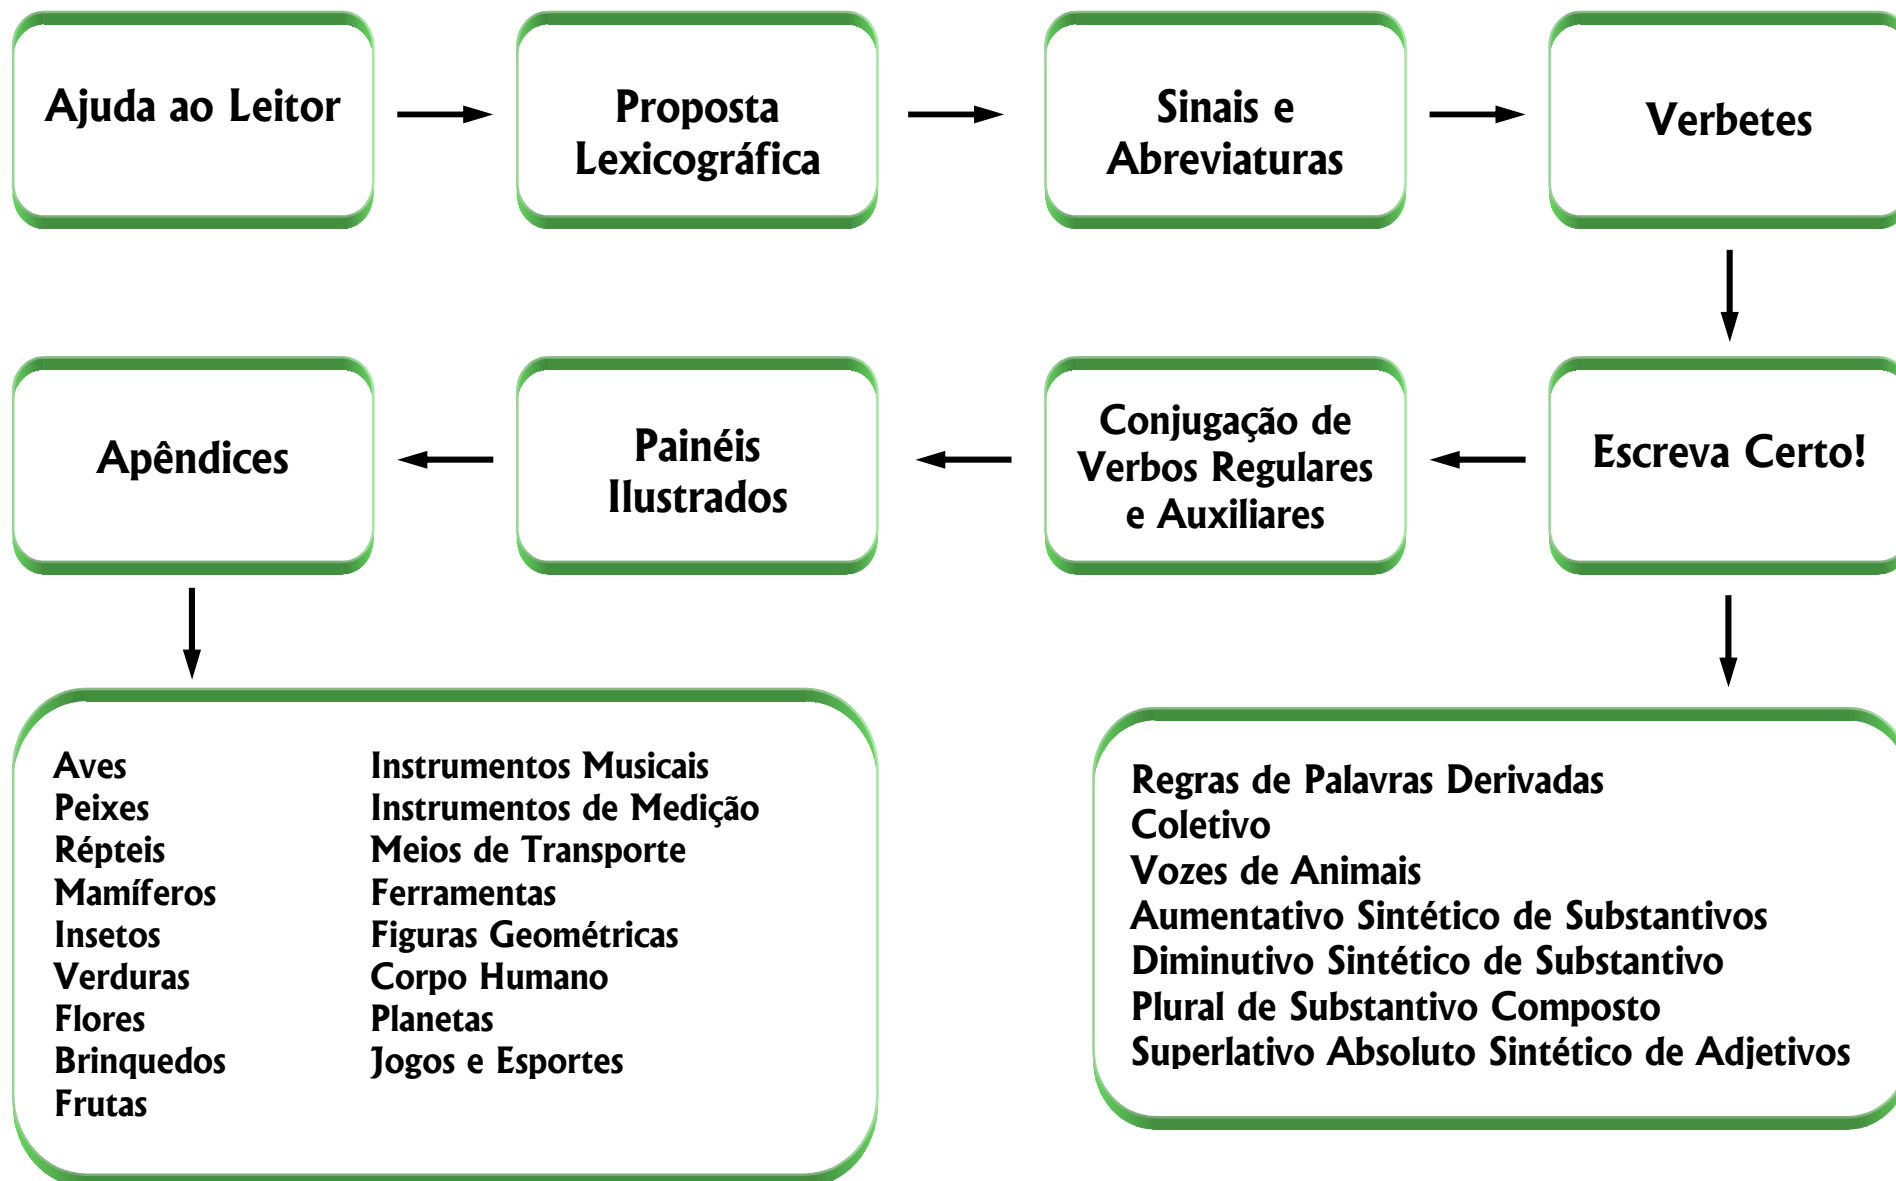 Ajuda ao Leitor
Proposta
Lexicográfica
Sinais e
Abreviaturas
Verbetes
Escreva Certo!
Conjugação de
Verbos Regulares
e Auxiliares
Painéis
Ilustrados
Apêndices
Aves
Peixes
Répteis
Mamíferos
Insetos
Verduras
Flores
Brinquedos
Frutas
Instrumentos Musicais
Instrumentos de Medição
Meios de Transporte
Ferramentas
Figuras Geométricas
Corpo Humano
Planetas
Jogos e Esportes
Regras de Palavras Derivadas
Coletivo
Vozes de Animais
Aumentativo Sintético de Substantivos
Diminutivo Sintético de Substantivo
Plural de Substantivo Composto
Superlativo Absoluto Sintético de Adjetivos